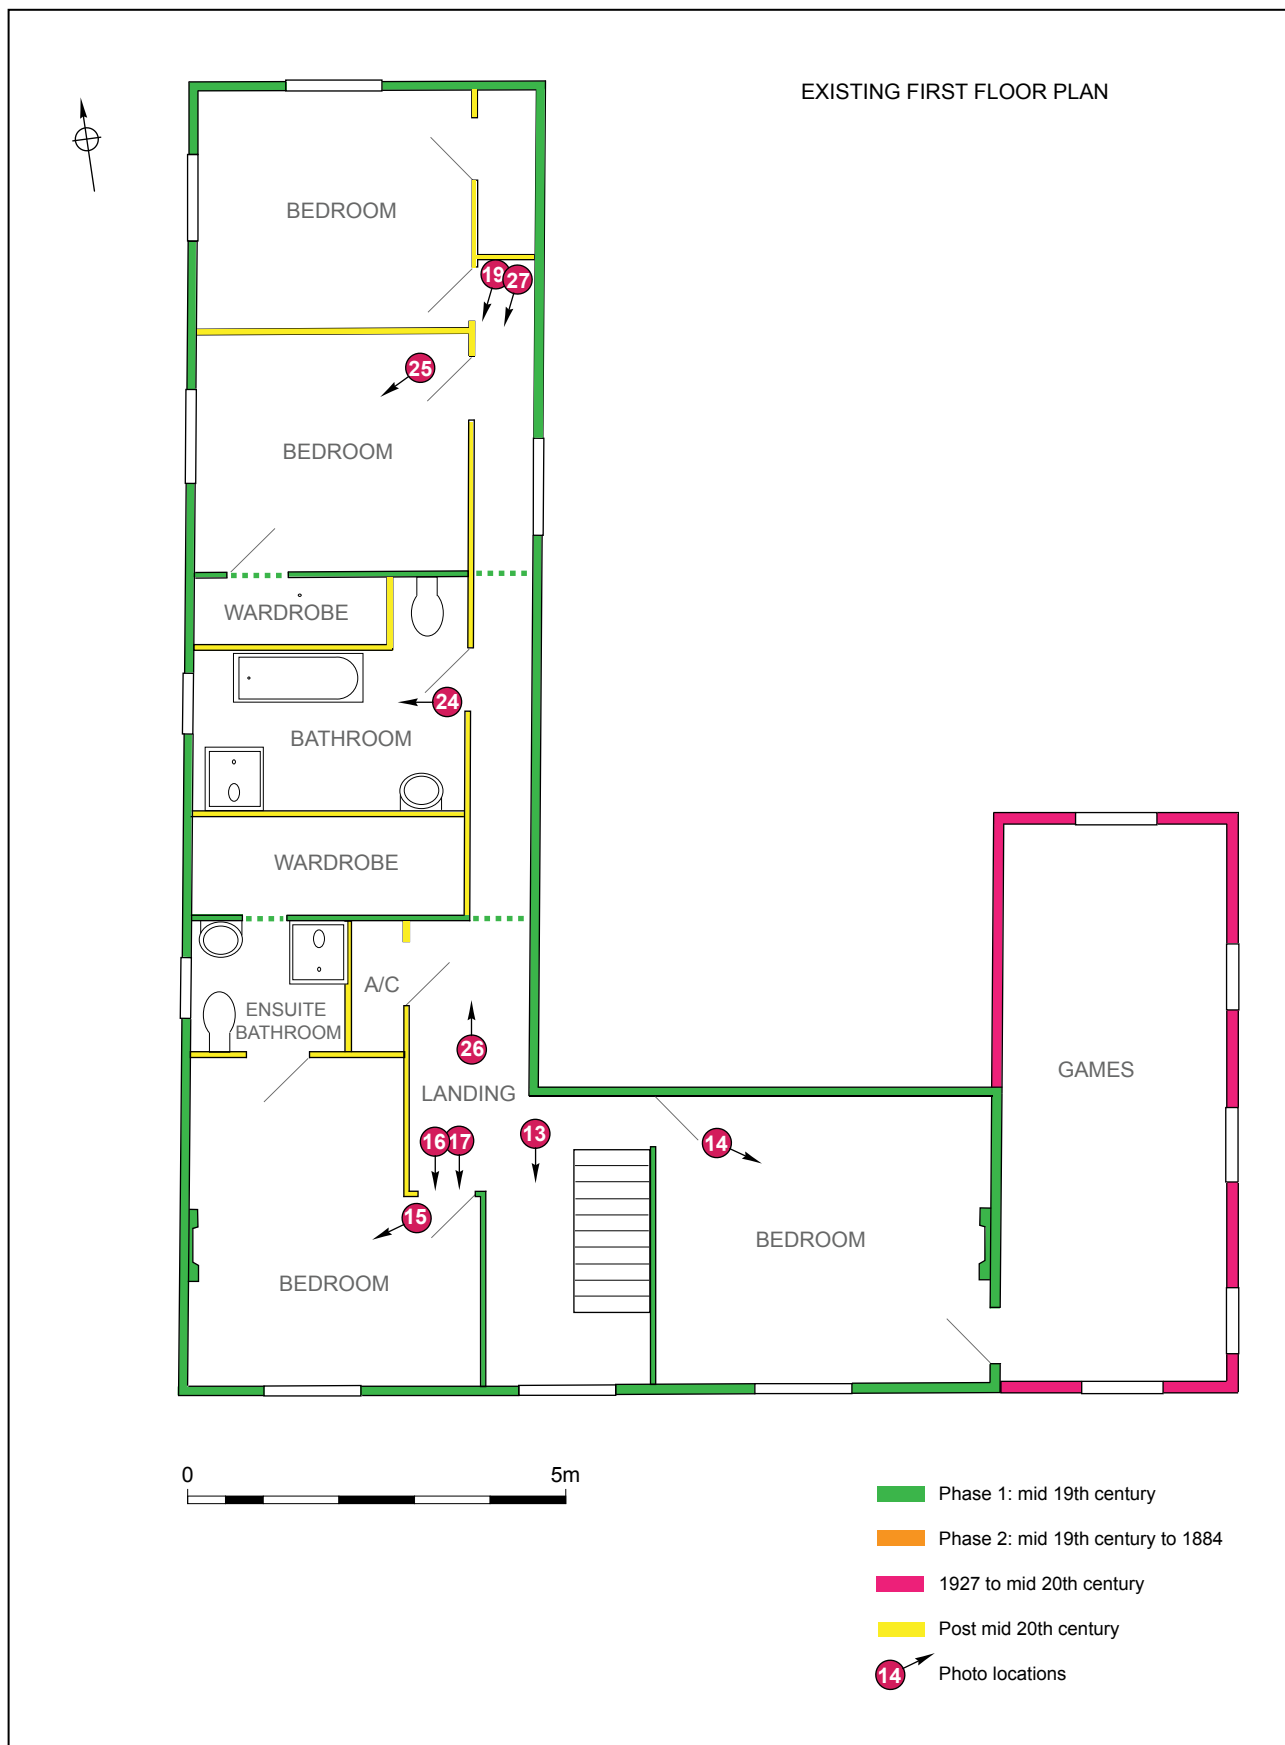 EXISTING FIRST FLOOR PLAN
BEDROOM
19
27
25
BEDROOM
WARDROBE
24
BATHROOM
WARDROBE
A/C
ENSUITE
BATHROOM
26
LANDING
GAMES
16
17
13
14
15
BEDROOM
BEDROOM
0
5m
Phase 1: mid 19th century
Phase 2: mid 19th century to 1884
1927 to mid 20th century
Post mid 20th century
14
Photo locations